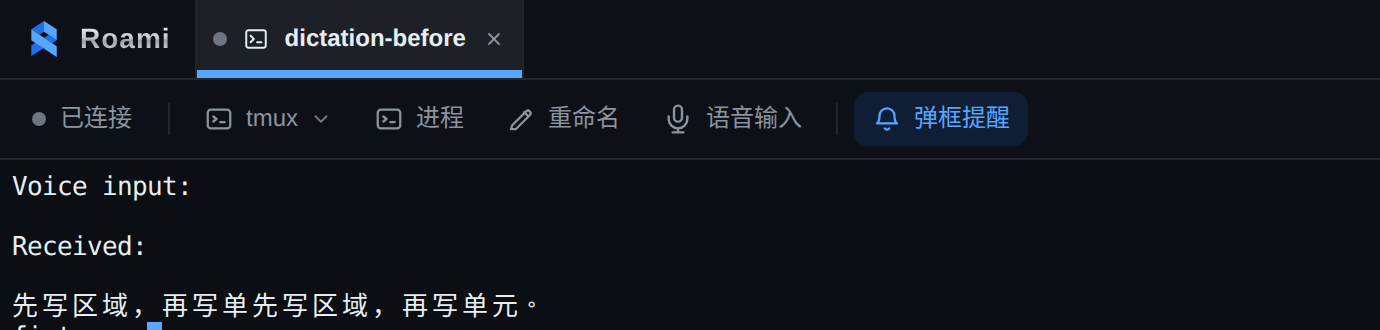 Roami
dictation-before
已连接
tmux
进程
重命名
语音输入
弹框提醒
Voice input:
Received:
先写区域，再写单先写区域，再写单元。